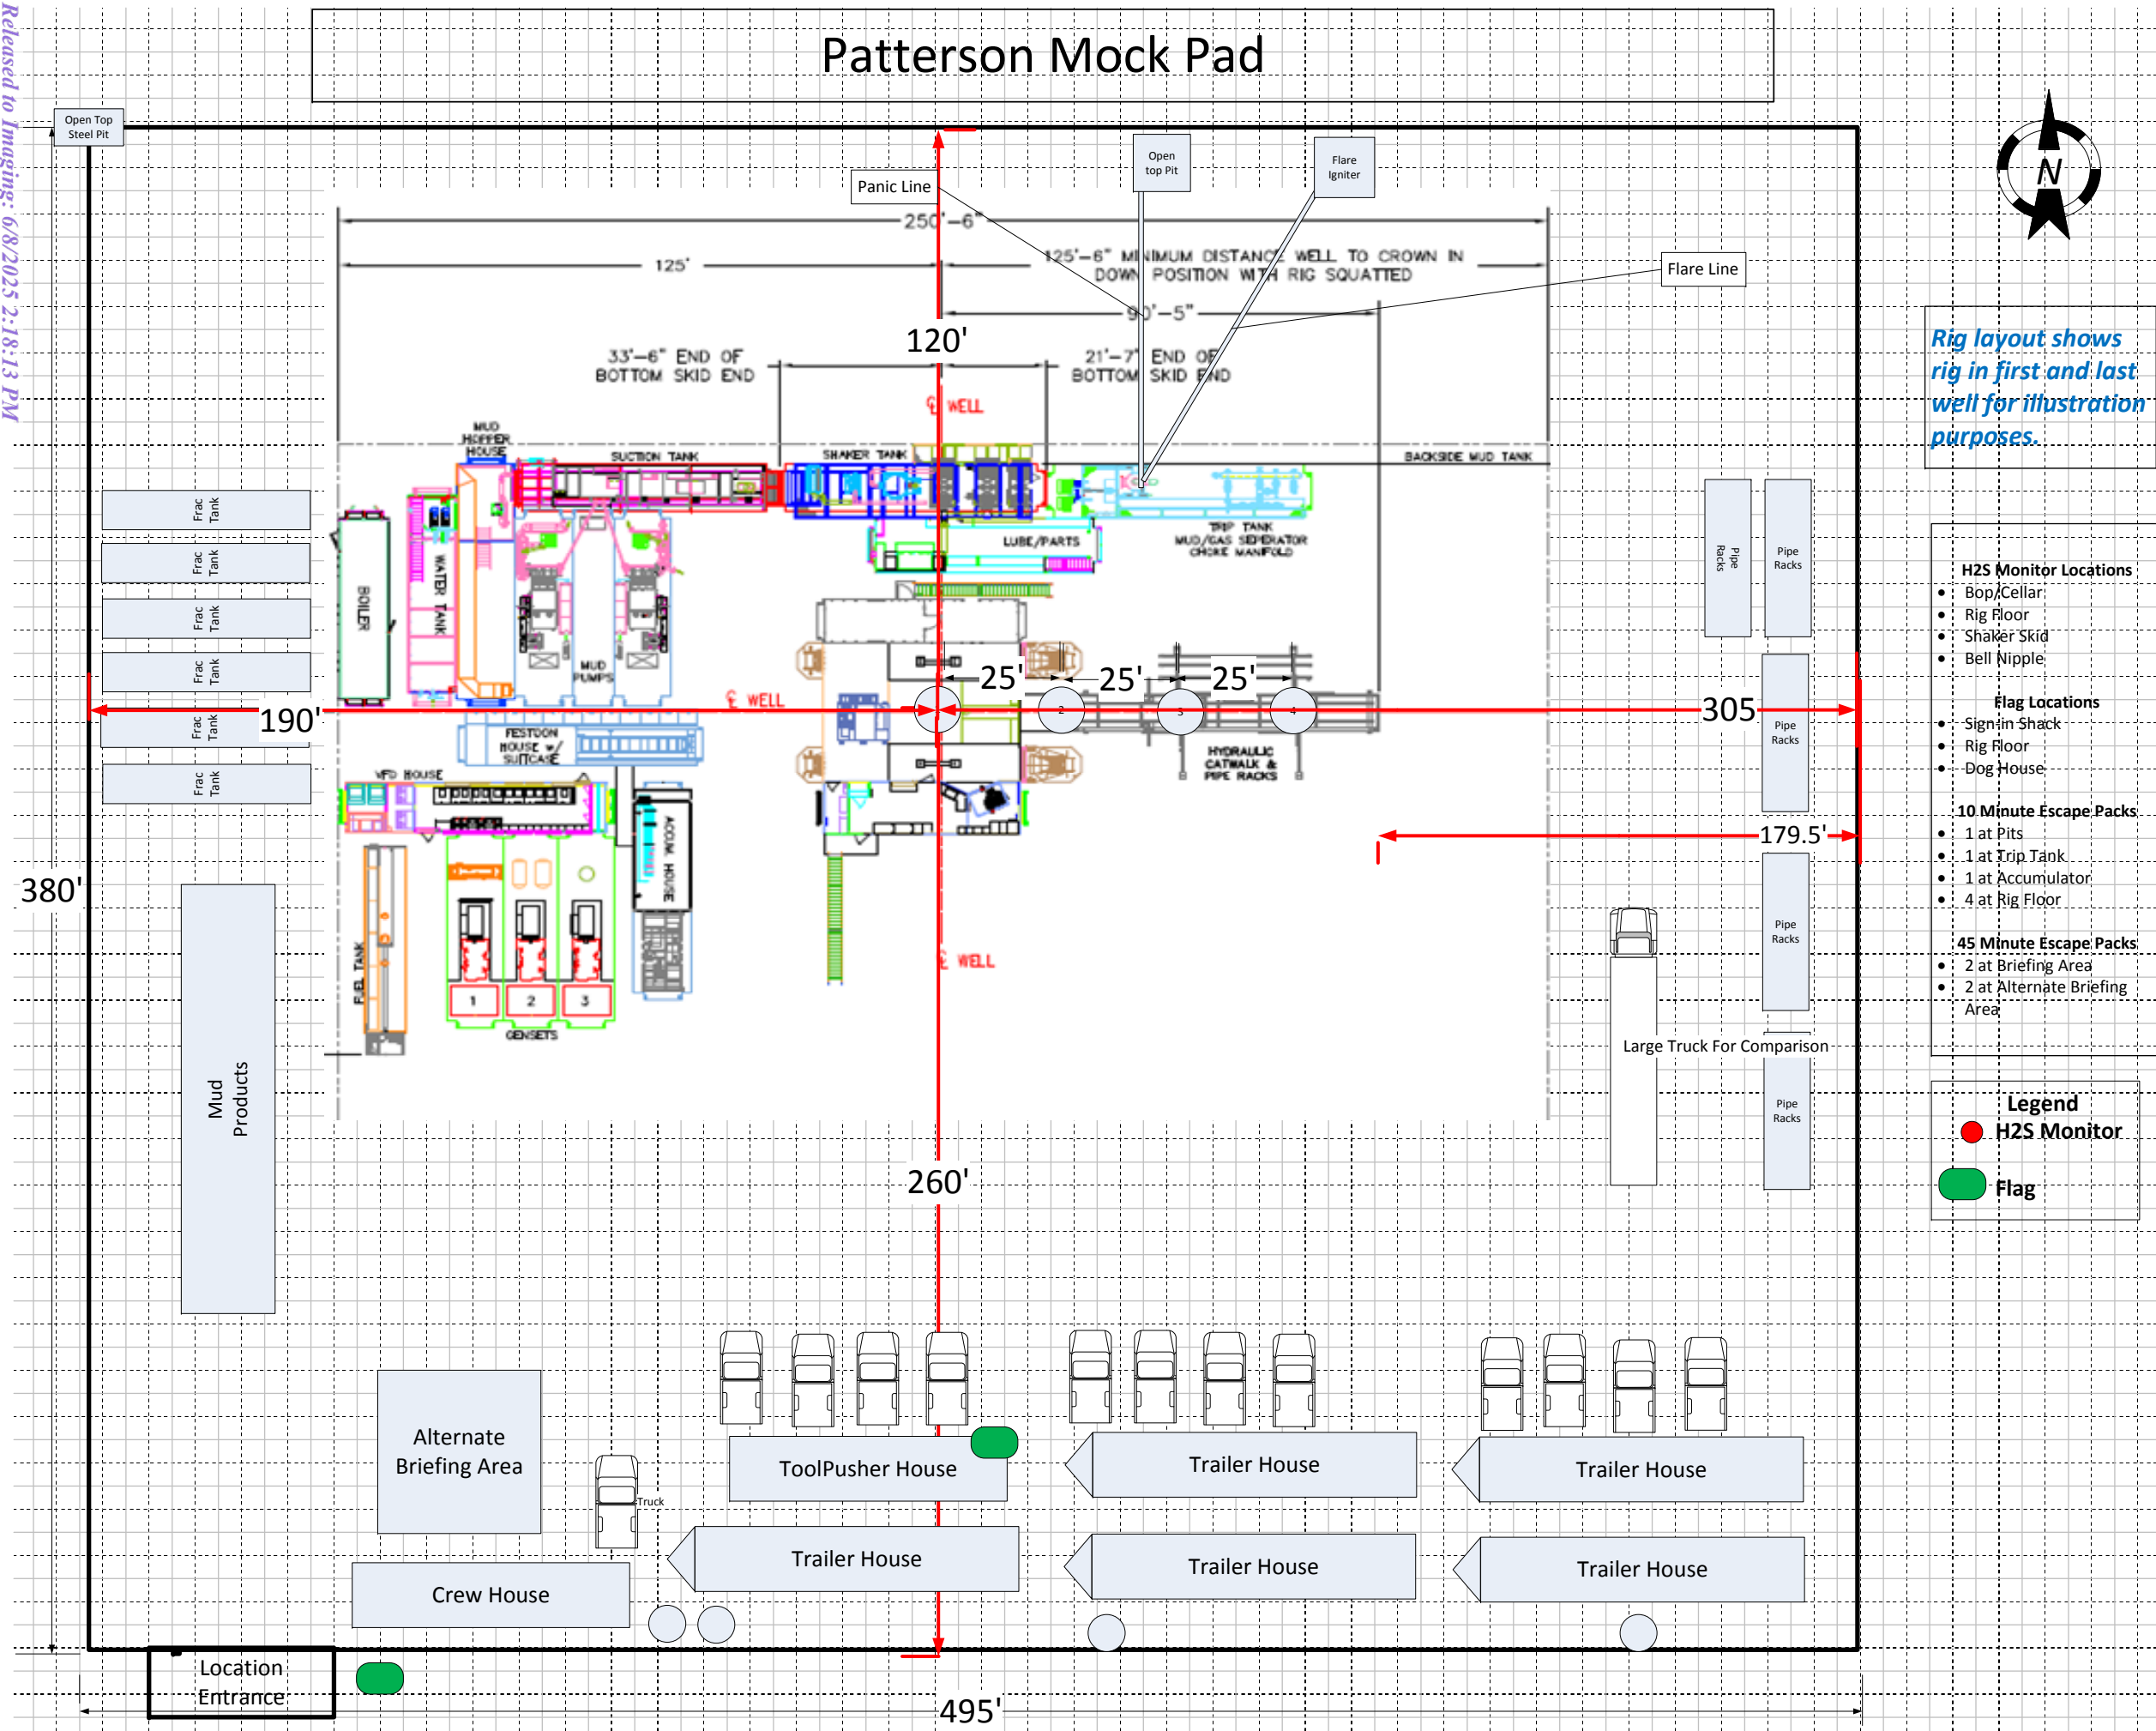 Released to Imaging: 6/8/2025 2:18:13 PM
Patterson Mock Pad
Open Top
Steel Pit
Open
top Pit
Flare
Igniter
Panic Line
N
250'-6"
125'
125'-6" MINIMUM DISTANCE WELL TO CROWN IN
DOWN POSITION WITH RIG SQUATTED
Flare Line
90'-5"
120'
33'-6" END OF
BOTTOM SKID END
21'-7" END OF
BOTTOM SKID END
Rig layout shows
rig in first and last
well for illustration
purposes.
℄ WELL
MUD
HOPPER
HOUSE
SUCTION TANK
SHAKER TANK
BACKSIDE MUD TANK
Frac
Tank
Frac
Tank
Frac
Tank
Frac
Tank
Frac
Tank
Frac
Tank
BOILER
WATER TANK
MUD
PUMPS
LUBE/PARTS
TRIP TANK
MUD/GAS SEPERATOR
CHOKE MANIFOLD
Pipe
Racks
Pipe
Racks
Pipe
Racks
Pipe
Racks
Pipe
Racks
25'
25'
25'
℄ WELL
2
3
4
190'
305
FESTOON
HOUSE w/
SUITCASE
HYDRAULIC
CATWALK &
PIPE RACKS
VFD HOUSE
ACCUM. HOUSE
179.5'
380'
FUEL TANK
℄ WELL
1
2
3
GENSETS
Mud
Products
Large Truck For Comparison
260'
H2S Monitor Locations
• Bop/Cellar
• Rig Floor
• Shaker Skid
• Bell Nipple
Flag Locations
• Sign-in Shack
• Rig Floor
• Dog House
10 Minute Escape Packs
• 1 at Pits
• 1 at Trip Tank
• 1 at Accumulator
• 4 at Rig Floor
45 Minute Escape Packs
• 2 at Briefing Area
• 2 at Alternate Briefing
Area
Legend
H2S Monitor
Flag
Alternate
Briefing Area
Truck
ToolPusher House
Trailer House
Trailer House
Crew House
Trailer House
Trailer House
Trailer House
Location
Entrance
495'